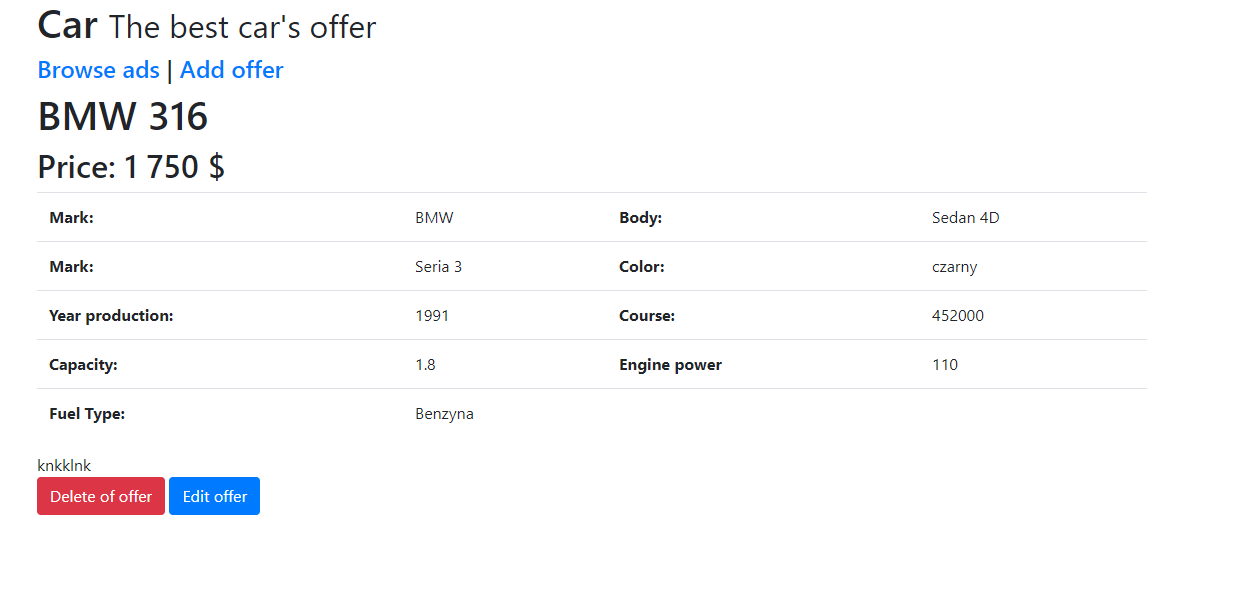 Car The best car's offer
Browse ads | Add offer
BMW 316
Price: 1 750 $
Mark: BMW Body: Sedan 4D
Mark: Seria 3 Color: czarny
Year production: 1991 Course: 452000
Capacity: 1.8 Engine power 110
Fuel Type: Benzyna
knkklnk
Delete of offer Edit offer